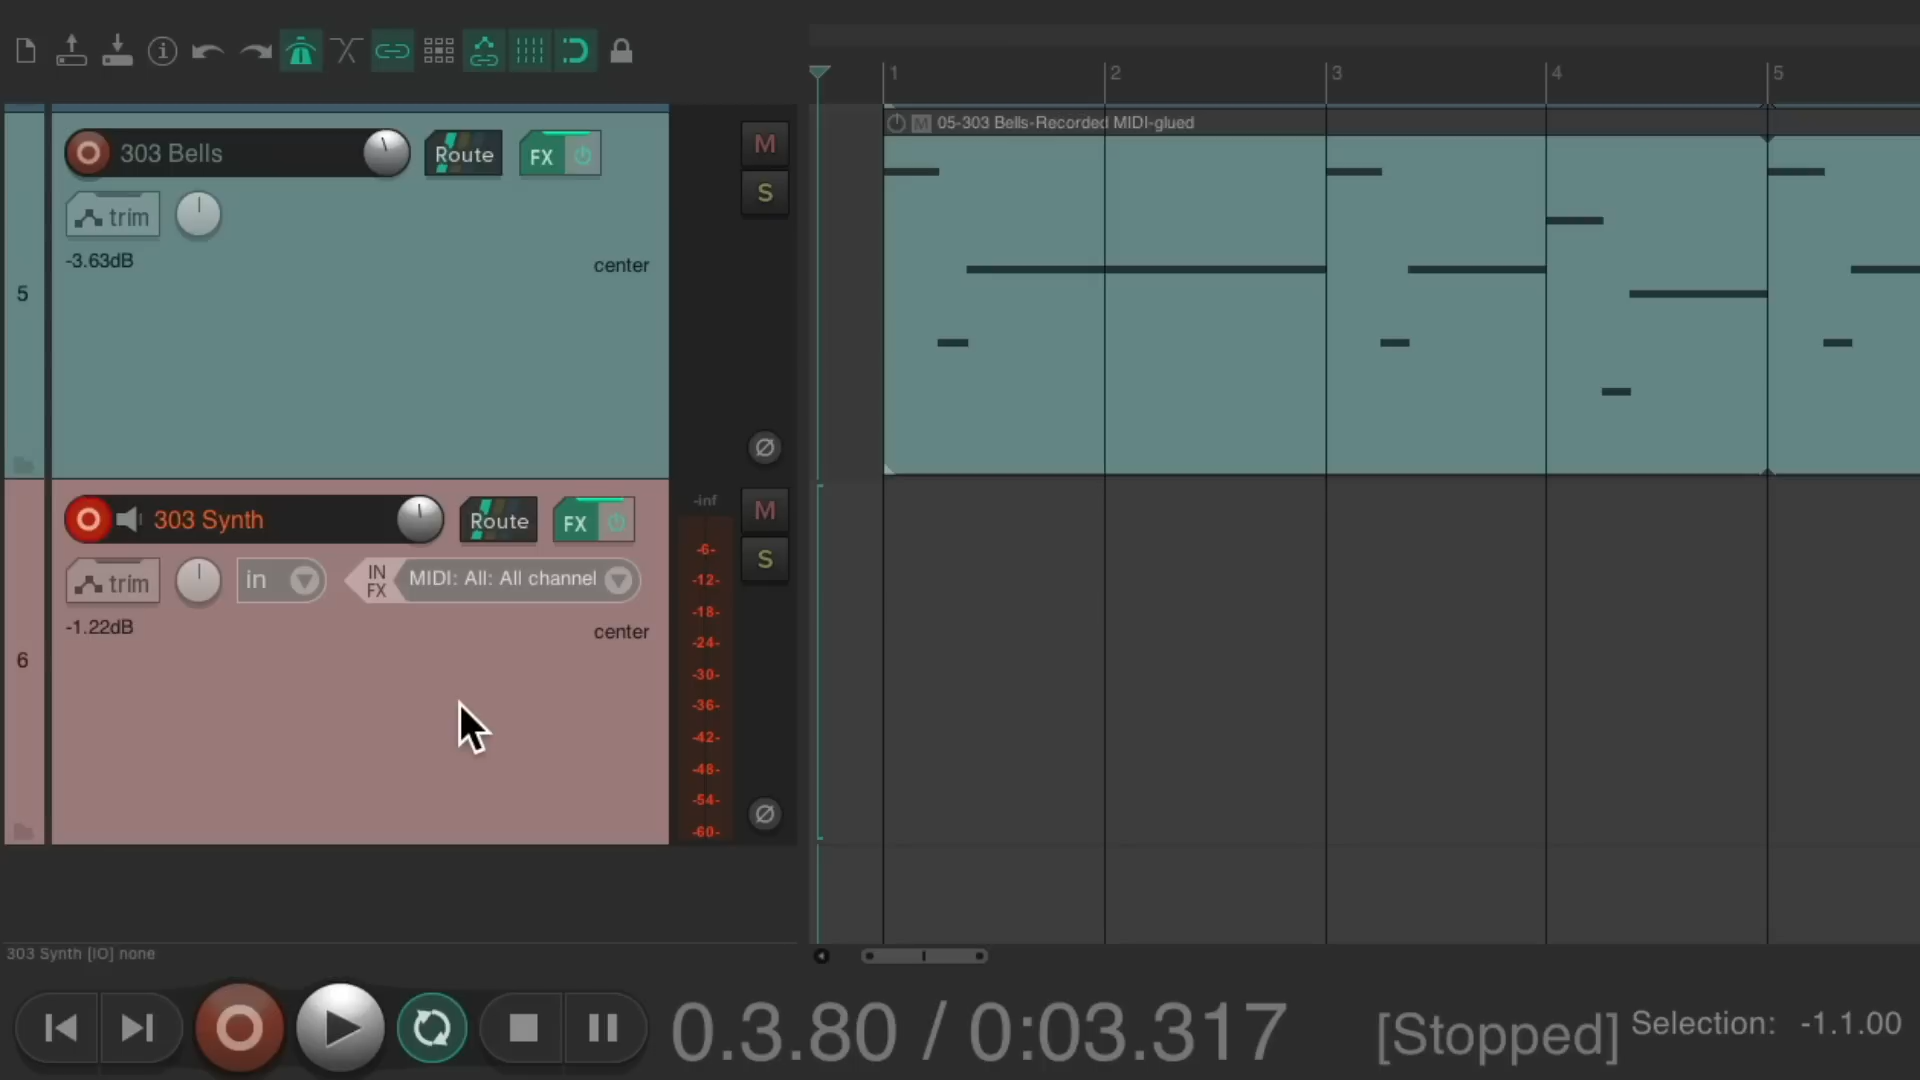 1 2 3 4 5
M 05-303 Bells-Recorded MIDI-glued
303 Bells Route FX M
S
trim
-3.63dB center
5
303 Synth Route FX -inf M
S
trim in IN FX MIDI: All: All channel
-1.22dB center
6
-6-
-12-
-18-
-24-
-30-
-36-
-42-
-48-
-54-
-60-
303 Synth [IO] none
0.3.80 / 0:03.317 [Stopped] Selection: -1.1.00